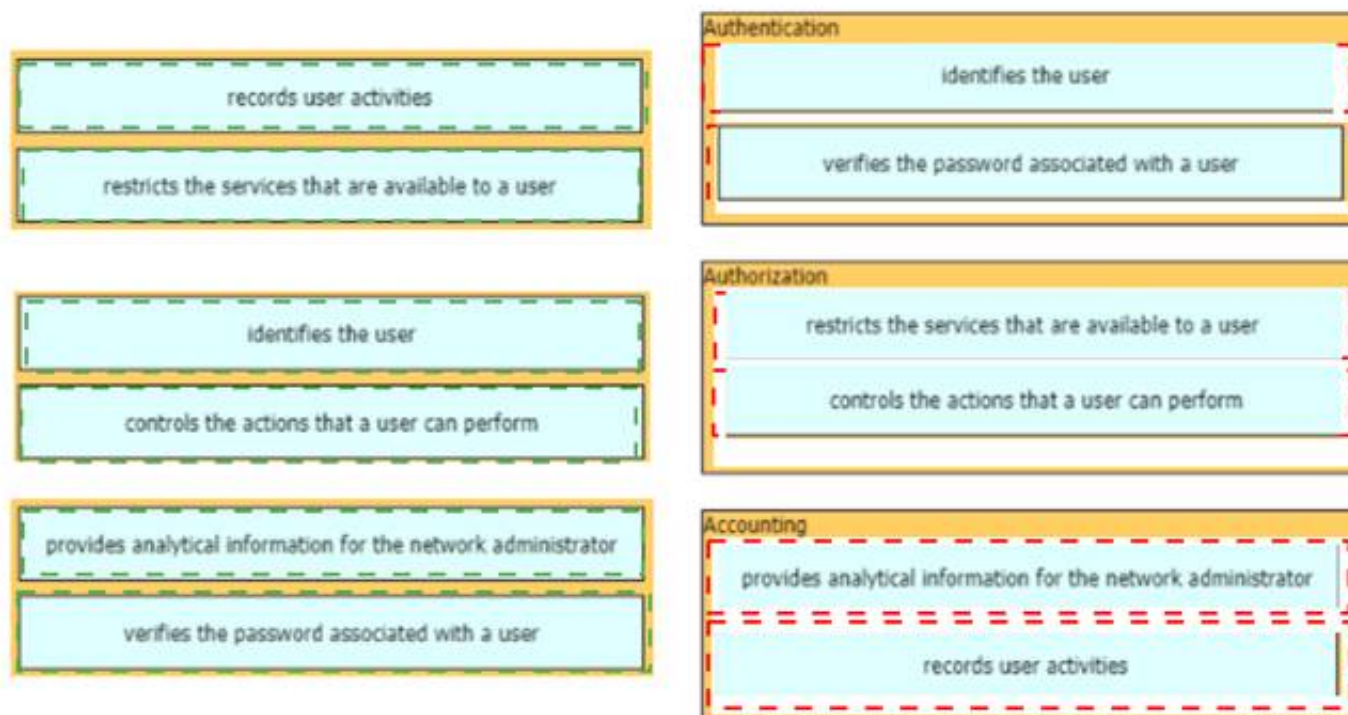 records user activities
restricts the services that are available to a user
identifies the user
controls the actions that a user can perform
provides analytical information for the network administrator
verifies the password associated with a user
Authentication
identifies the user
verifies the password associated with a user
Authorization
restricts the services that are available to a user
controls the actions that a user can perform
Accounting
provides analytical information for the network administrator
records user activities